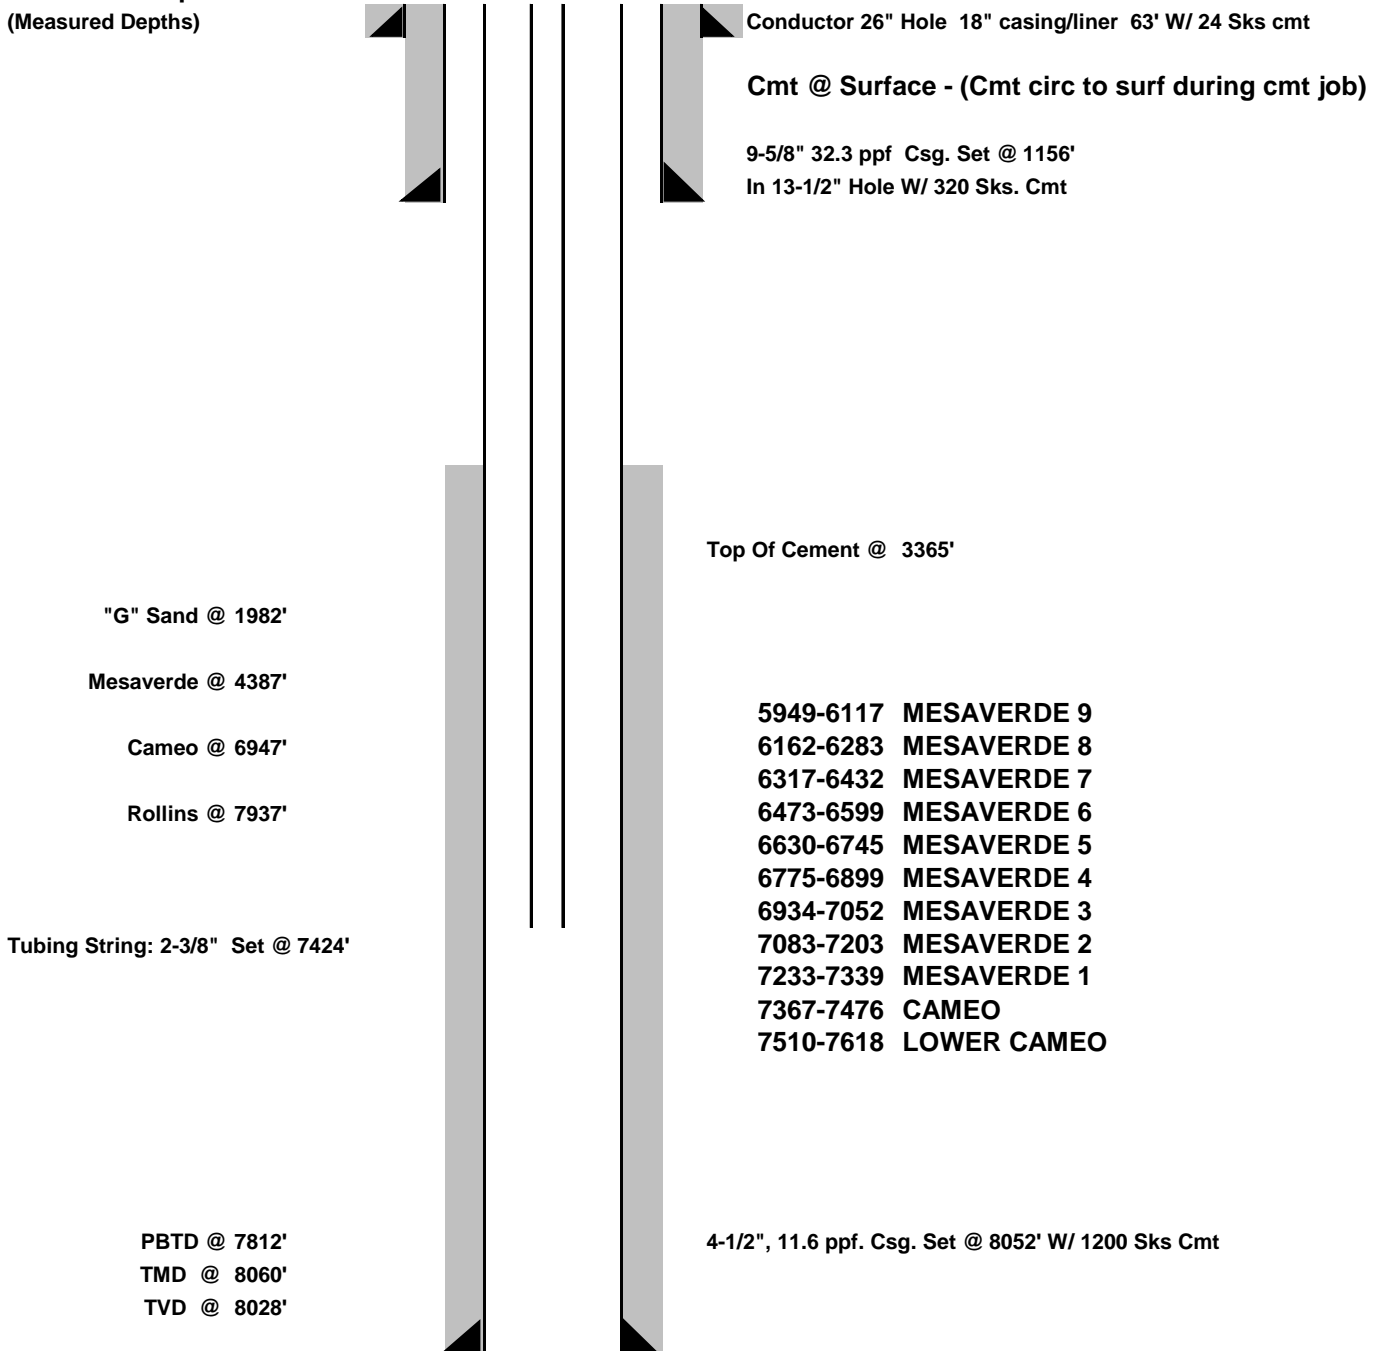 (Measured Depths)
Conductor 26" Hole 18" casing/liner 63' W/ 24 Sks cmt
Cmt @ Surface - (Cmt circ to surf during cmt job)
9-5/8" 32.3 ppf Csg. Set @ 1156'
In 13-1/2" Hole W/ 320 Sks. Cmt
Top Of Cement @ 3365'
"G" Sand @ 1982'
Mesaverde @ 4387'
Cameo @ 6947'
Rollins @ 7937'
5949-6117 MESAVERDE 9
6162-6283 MESAVERDE 8
6317-6432 MESAVERDE 7
6473-6599 MESAVERDE 6
6630-6745 MESAVERDE 5
6775-6899 MESAVERDE 4
6934-7052 MESAVERDE 3
7083-7203 MESAVERDE 2
7233-7339 MESAVERDE 1
7367-7476 CAMEO
7510-7618 LOWER CAMEO
Tubing String: 2-3/8" Set @ 7424'
PBTD @ 7812'
TMD @ 8060'
TVD @ 8028'
4-1/2", 11.6 ppf. Csg. Set @ 8052' W/ 1200 Sks Cmt